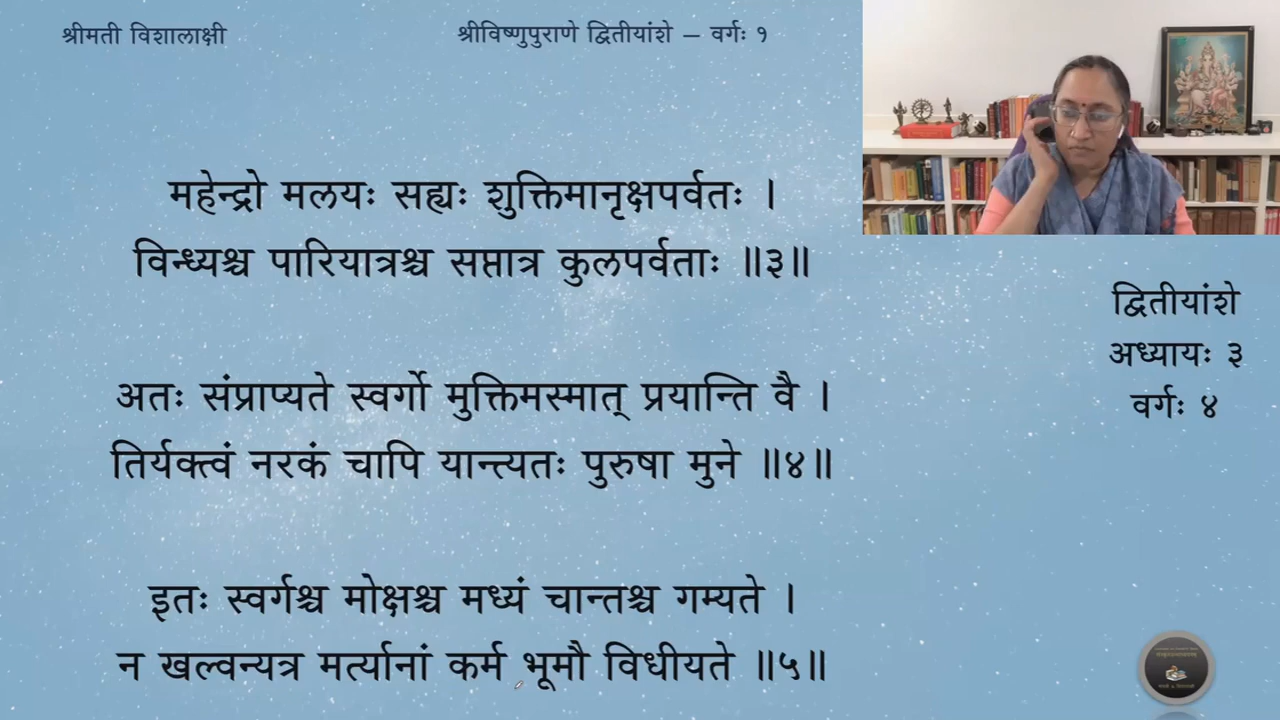 श्रीमती विशालाक्षी
श्रीविष्णुपुराणे द्वितीयांशे – वर्गः १
महेन्द्रो मलयः सह्यः शुक्तिमानृक्षपर्वतः ।
विन्ध्यश्च पारियात्रश्च सप्तात्र कुलपर्वताः ॥३॥
अतः संप्राप्यते स्वर्गो मुक्तिमस्मात् प्रयान्ति वै ।
तिर्यक्त्वं नरकं चापि यान्त्यतः पुरुषा मुने ॥४॥
इतः स्वर्गश्च मोक्षश्च मध्यं चान्तश्च गम्यते ।
न खल्वन्यत्र मर्त्यानां कर्म भूमौ विधीयते ॥५॥
द्वितीयांशे
अध्यायः ३
वर्गः ४